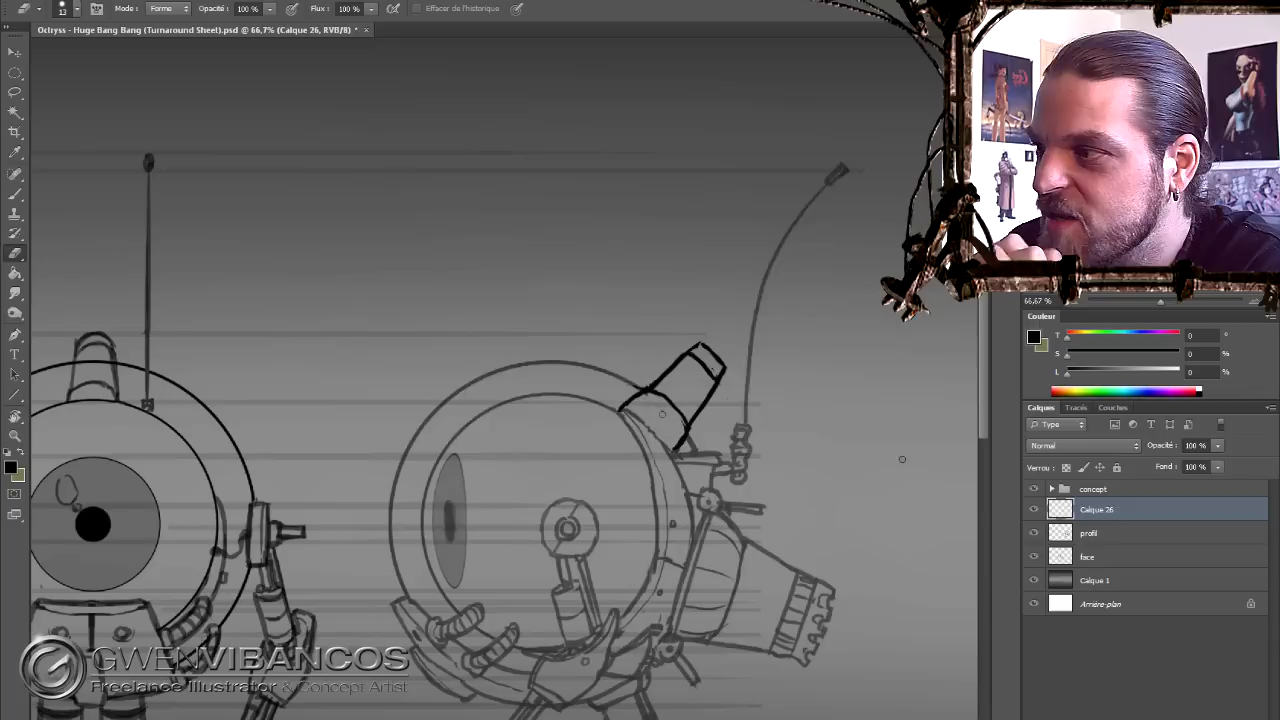 13 Mode : Forme Opacité : 100 % Flux : 100 % Effacer de l'historique
Oclryss - Huge Bang Bang (Turnaround Sheet).psd @ 66,7% (Calque 26, RVB/8) * ×
66,67 %
Couleur
T 0 °
S 0 %
L 0 %
Calques Tracés Couches
Type
Normal Opacité : 100 %
Verrou : Fond : 100 %
concept
Calque 26
profil
face
Calque 1
Arrière-plan
GWENVIBANCOS
Freelance Illustrator & Concept Artist